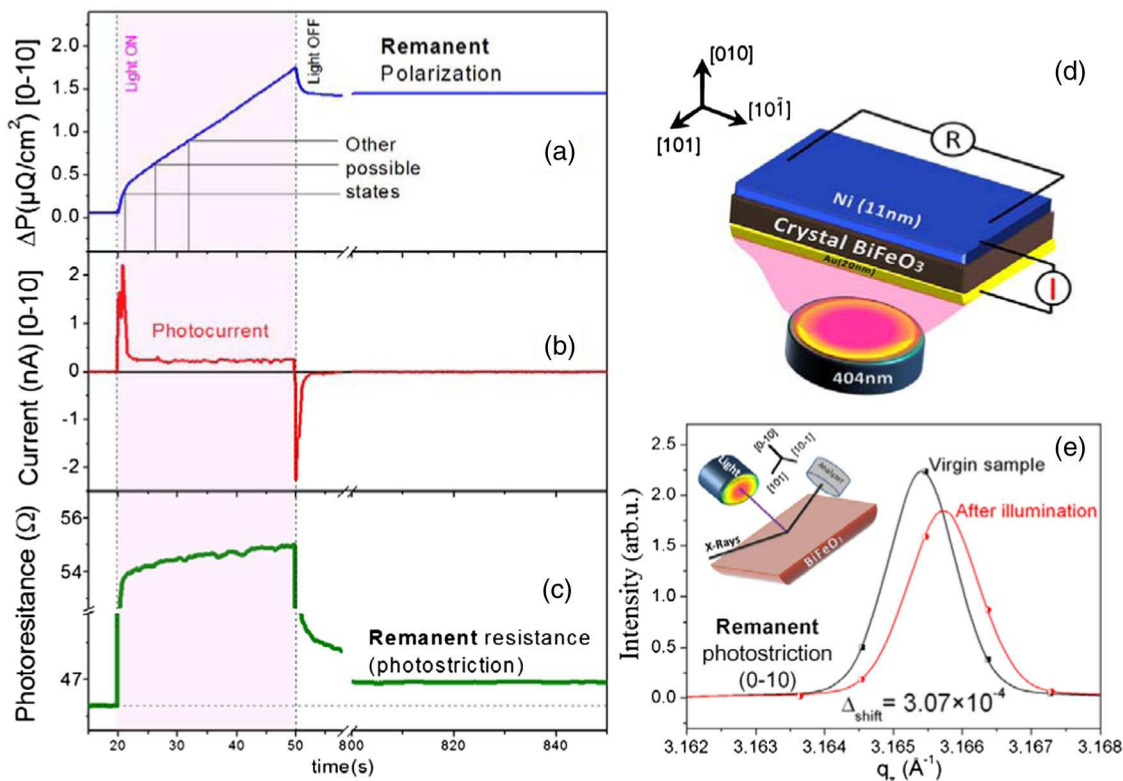 ΔP(μQ/cm²) [0-10]
2.0
1.5
1.0
0.5
0.0
Light ON
Light OFF
Remanent
Polarization
Other
possible
states
(a)
Current (nA) [0-10]
2
1
0
-1
-2
Photocurrent
(b)
Photoresitance (Ω)
56
54
47
Remanent resistance
(photostriction)
(c)
20 30 40 50 800 820 840
time(s)
(d)
[010]
[101̄]
[101]
R
Ni (11nm)
Crystal BiFeO₃
Au(20nm)
I
404nm
(e)
Intensity (arb.u.)
2.5
2.0
1.5
1.0
0.5
0.0
Light
[0-10]
[10-1]
[101]
Analyzer
X-Rays
BiFeO₃
Virgin sample
After illumination
Remanent
photostriction
(0-10)
Δshift = 3.07×10⁻⁴
3.162 3.163 3.164 3.165 3.166 3.167 3.168
q_z (Å⁻¹)